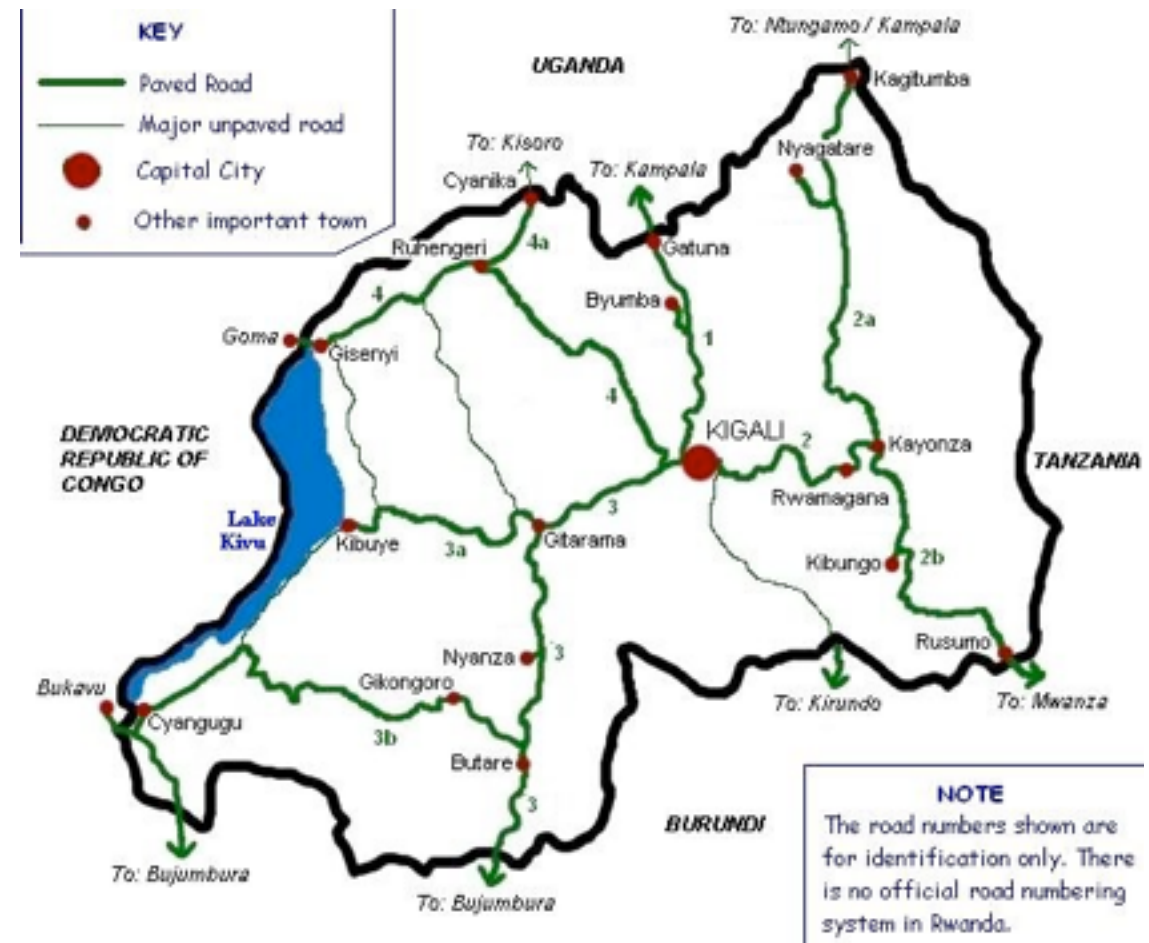 KEY
Paved Road
Major unpaved road
Capital City
Other important town
To: Ntungamo / Kampala
UGANDA
Kagitumba
To: Kisoro
Nyagatare
To: Kampala
Cyanika
Ruhengeri
4a
Gatuna
4
Byumba
2a
1
Goma
Gisenyi
4
DEMOCRATIC
REPUBLIC OF
CONGO
KIGALI
2
Kayonza
TANZANIA
Rwamagana
3
Lake
Kivu
Kibuye
3a
Gitarama
Kibungo
2b
Rusumo
Nyanza
3
Gikongoro
Bukavu
Cyangugu
To: Kirundo
To: Mwanza
3b
Butare
3
BURUNDI
To: Bujumbura
To: Bujumbura
NOTE
The road numbers shown are
for identification only. There
is no official road numbering
system in Rwanda.